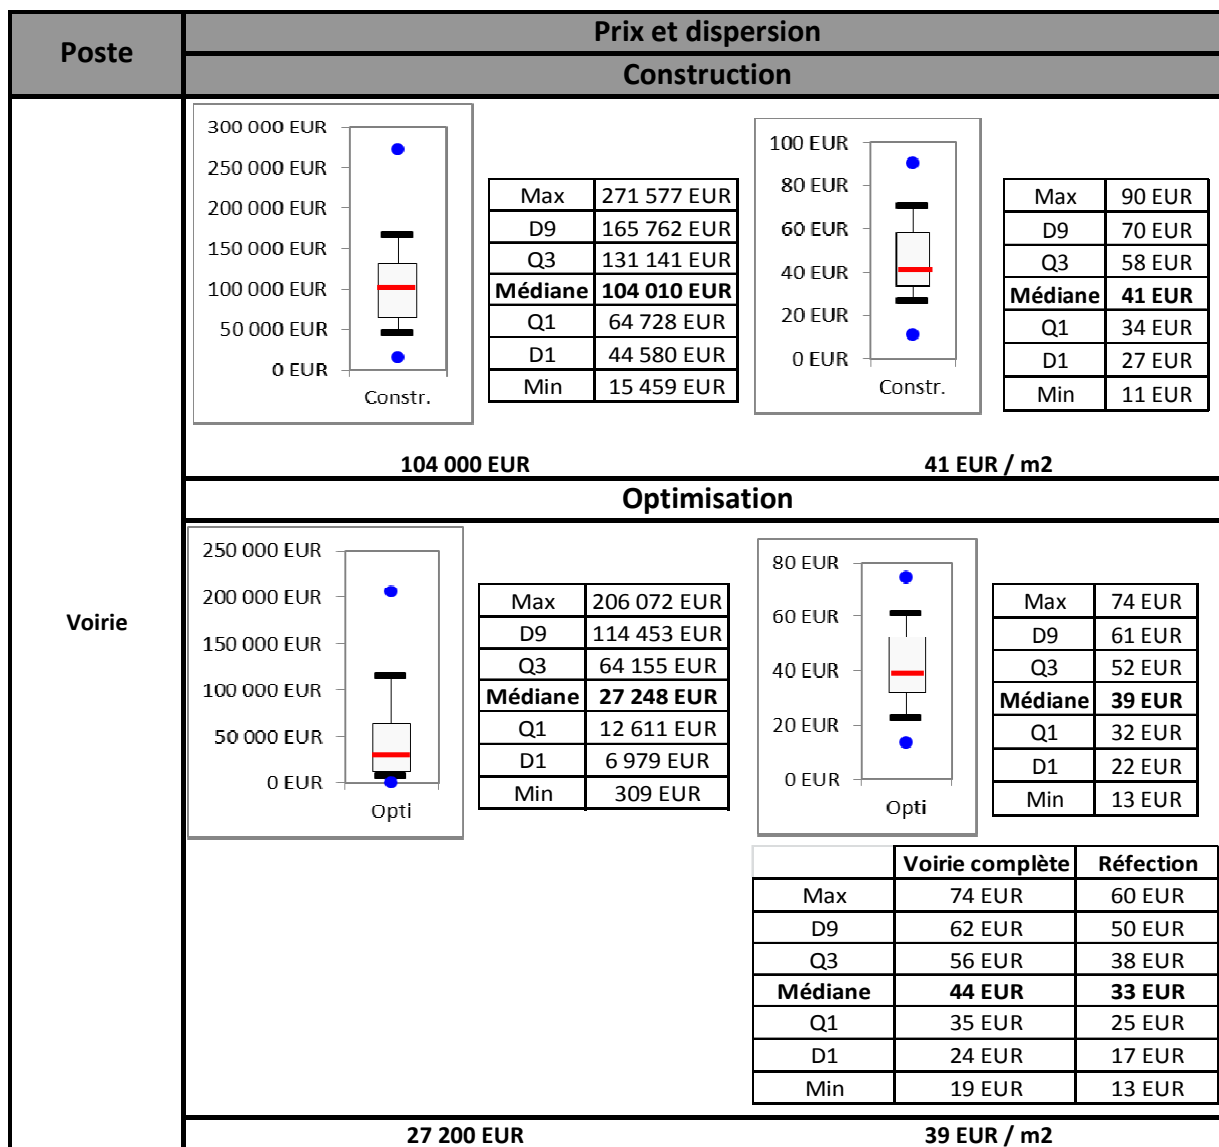 Poste
Prix et dispersion
Construction
Voirie
300 000 EUR
250 000 EUR
200 000 EUR
150 000 EUR
100 000 EUR
50 000 EUR
0 EUR
Constr.
Max 271 577 EUR
D9 165 762 EUR
Q3 131 141 EUR
Médiane 104 010 EUR
Q1 64 728 EUR
D1 44 580 EUR
Min 15 459 EUR
104 000 EUR
100 EUR
80 EUR
60 EUR
40 EUR
20 EUR
0 EUR
Constr.
Max 90 EUR
D9 70 EUR
Q3 58 EUR
Médiane 41 EUR
Q1 34 EUR
D1 27 EUR
Min 11 EUR
41 EUR / m2
Optimisation
250 000 EUR
200 000 EUR
150 000 EUR
100 000 EUR
50 000 EUR
0 EUR
Opti
Max 206 072 EUR
D9 114 453 EUR
Q3 64 155 EUR
Médiane 27 248 EUR
Q1 12 611 EUR
D1 6 979 EUR
Min 309 EUR
80 EUR
60 EUR
40 EUR
20 EUR
0 EUR
Opti
Max 74 EUR
D9 61 EUR
Q3 52 EUR
Médiane 39 EUR
Q1 32 EUR
D1 22 EUR
Min 13 EUR
Voirie complète Réfection
Max 74 EUR 60 EUR
D9 62 EUR 50 EUR
Q3 56 EUR 38 EUR
Médiane 44 EUR 33 EUR
Q1 35 EUR 25 EUR
D1 24 EUR 17 EUR
Min 19 EUR 13 EUR
27 200 EUR
39 EUR / m2